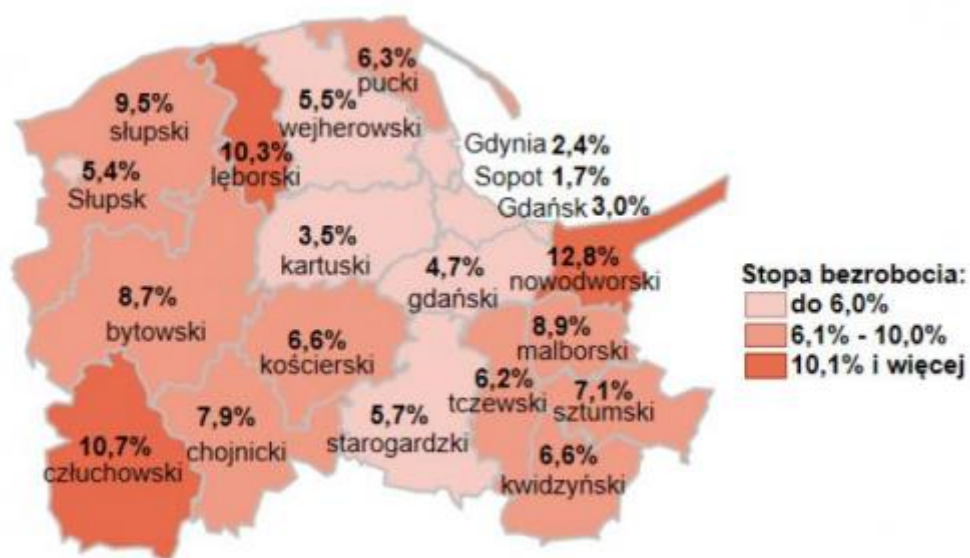 6,3%
pucki
9,5%
słupski
5,5%
wejherowski
10,3%
lęborski
Gdynia 2,4%
Sopot 1,7%
Gdańsk 3,0%
5,4%
Słupsk
3,5%
kartuski
4,7%
gdański
12,8%
nowodworski
8,7%
bytowski
6,6%
kościerski
8,9%
malborski
6,2%
tczewski
7,1%
sztumski
10,7%
człuchowski
7,9%
chojnicki
5,7%
starogardzki
6,6%
kwidzyński
Stopa bezrobocia:
do 6,0%
6,1% - 10,0%
10,1% i więcej